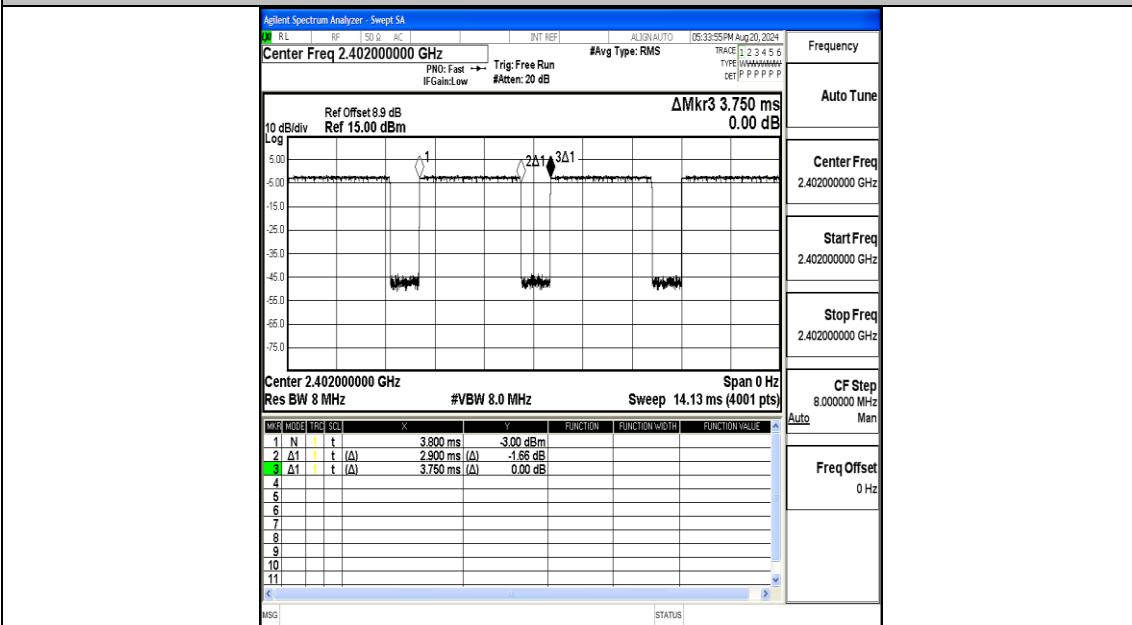 Agilent Spectrum Analyzer - Swept SA
RL RF 50 Ω AC INT REF ALIGNAUTO 05:33:55PM Aug 20, 2024
Center Freq 2.402000000 GHz
PNO: Fast
IFGain:Low
Trig: Free Run
#Atten: 20 dB
#Avg Type: RMS
TRACE 1 2 3 4 5 6
TYPE
DET P P P P P P
Frequency
Auto Tune
Center Freq
2.402000000 GHz
Start Freq
2.402000000 GHz
Stop Freq
2.402000000 GHz
CF Step
8.000000 MHz
Auto Man
Freq Offset
0 Hz
ΔMkr3 3.750 ms
0.00 dB
Ref Offset 8.9 dB
10 dB/div Ref 15.00 dBm
Log
1 2Δ1 3Δ1
5.00
-5.00
-15.0
-25.0
-35.0
-45.0
-55.0
-65.0
-75.0
Center 2.402000000 GHz Span 0 Hz
Res BW 8 MHz #VBW 8.0 MHz Sweep 14.13 ms (4001 pts)
MKR MODE TRC SCL X Y FUNCTION FUNCTION WIDTH FUNCTION VALUE
1 N 1 t 3.800 ms -3.00 dBm
2 Δ1 1 t (Δ) 2.900 ms (Δ) -1.66 dB
3 Δ1 1 t (Δ) 3.750 ms (Δ) 0.00 dB
4
5
6
7
8
9
10
11
MSG STATUS